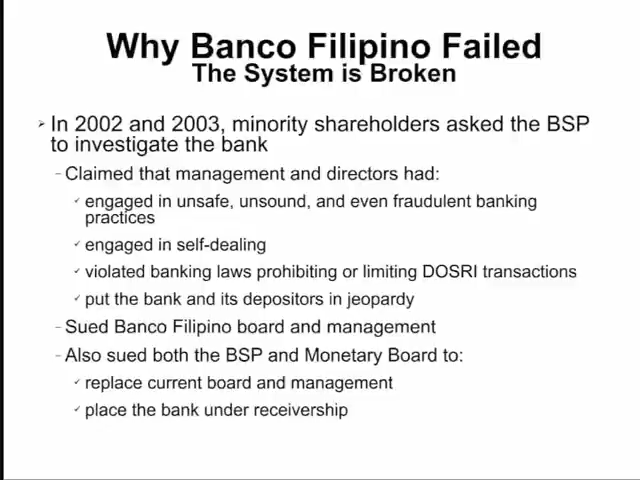 Why Banco Filipino Failed
The System is Broken
➢ In 2002 and 2003, minority shareholders asked the BSP
to investigate the bank
– Claimed that management and directors had:
✓ engaged in unsafe, unsound, and even fraudulent banking
practices
✓ engaged in self-dealing
✓ violated banking laws prohibiting or limiting DOSRI transactions
✓ put the bank and its depositors in jeopardy
– Sued Banco Filipino board and management
– Also sued both the BSP and Monetary Board to:
✓ replace current board and management
✓ place the bank under receivership